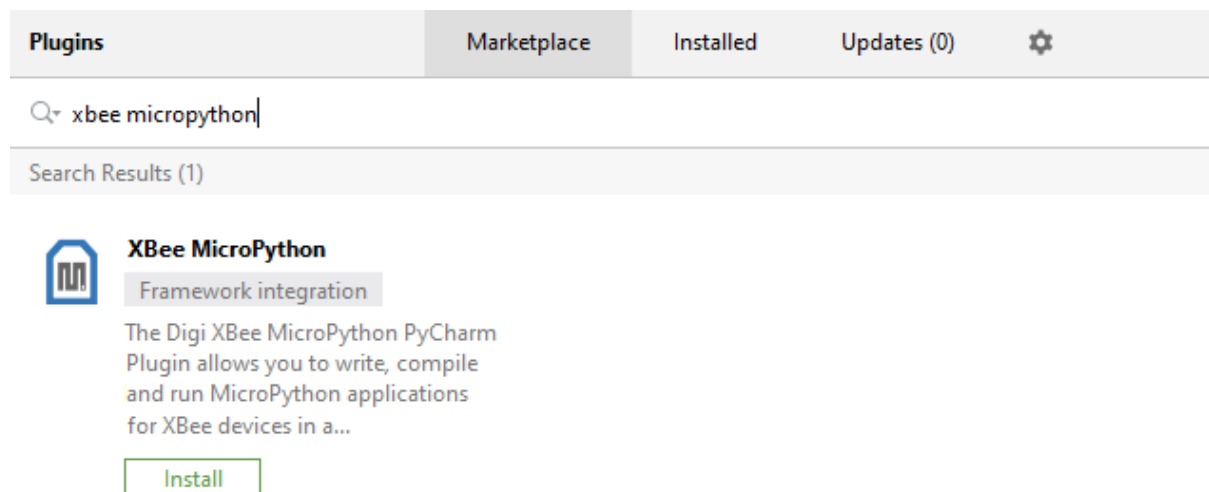 Plugins Marketplace Installed Updates (0)
xbee micropython
Search Results (1)
XBee MicroPython
Framework integration
The Digi XBee MicroPython PyCharm
Plugin allows you to write, compile
and run MicroPython applications
for XBee devices in a...
Install